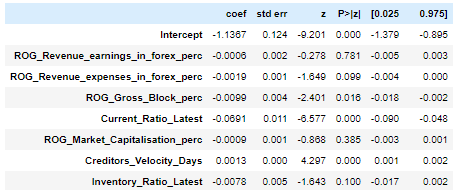 coef std err z P>|z| [0.025 0.975]
Intercept -1.1367 0.124 -9.201 0.000 -1.379 -0.895
ROG_Revenue_earnings_in_forex_perc -0.0006 0.002 -0.278 0.781 -0.005 0.003
ROG_Revenue_expenses_in_forex_perc -0.0019 0.001 -1.649 0.099 -0.004 0.000
ROG_Gross_Block_perc -0.0099 0.004 -2.401 0.016 -0.018 -0.002
Current_Ratio_Latest -0.0691 0.011 -6.577 0.000 -0.090 -0.048
ROG_Market_Capitalisation_perc -0.0009 0.001 -0.868 0.385 -0.003 0.001
Creditors_Velocity_Days 0.0013 0.000 4.297 0.000 0.001 0.002
Inventory_Ratio_Latest -0.0078 0.005 -1.643 0.100 -0.017 0.002